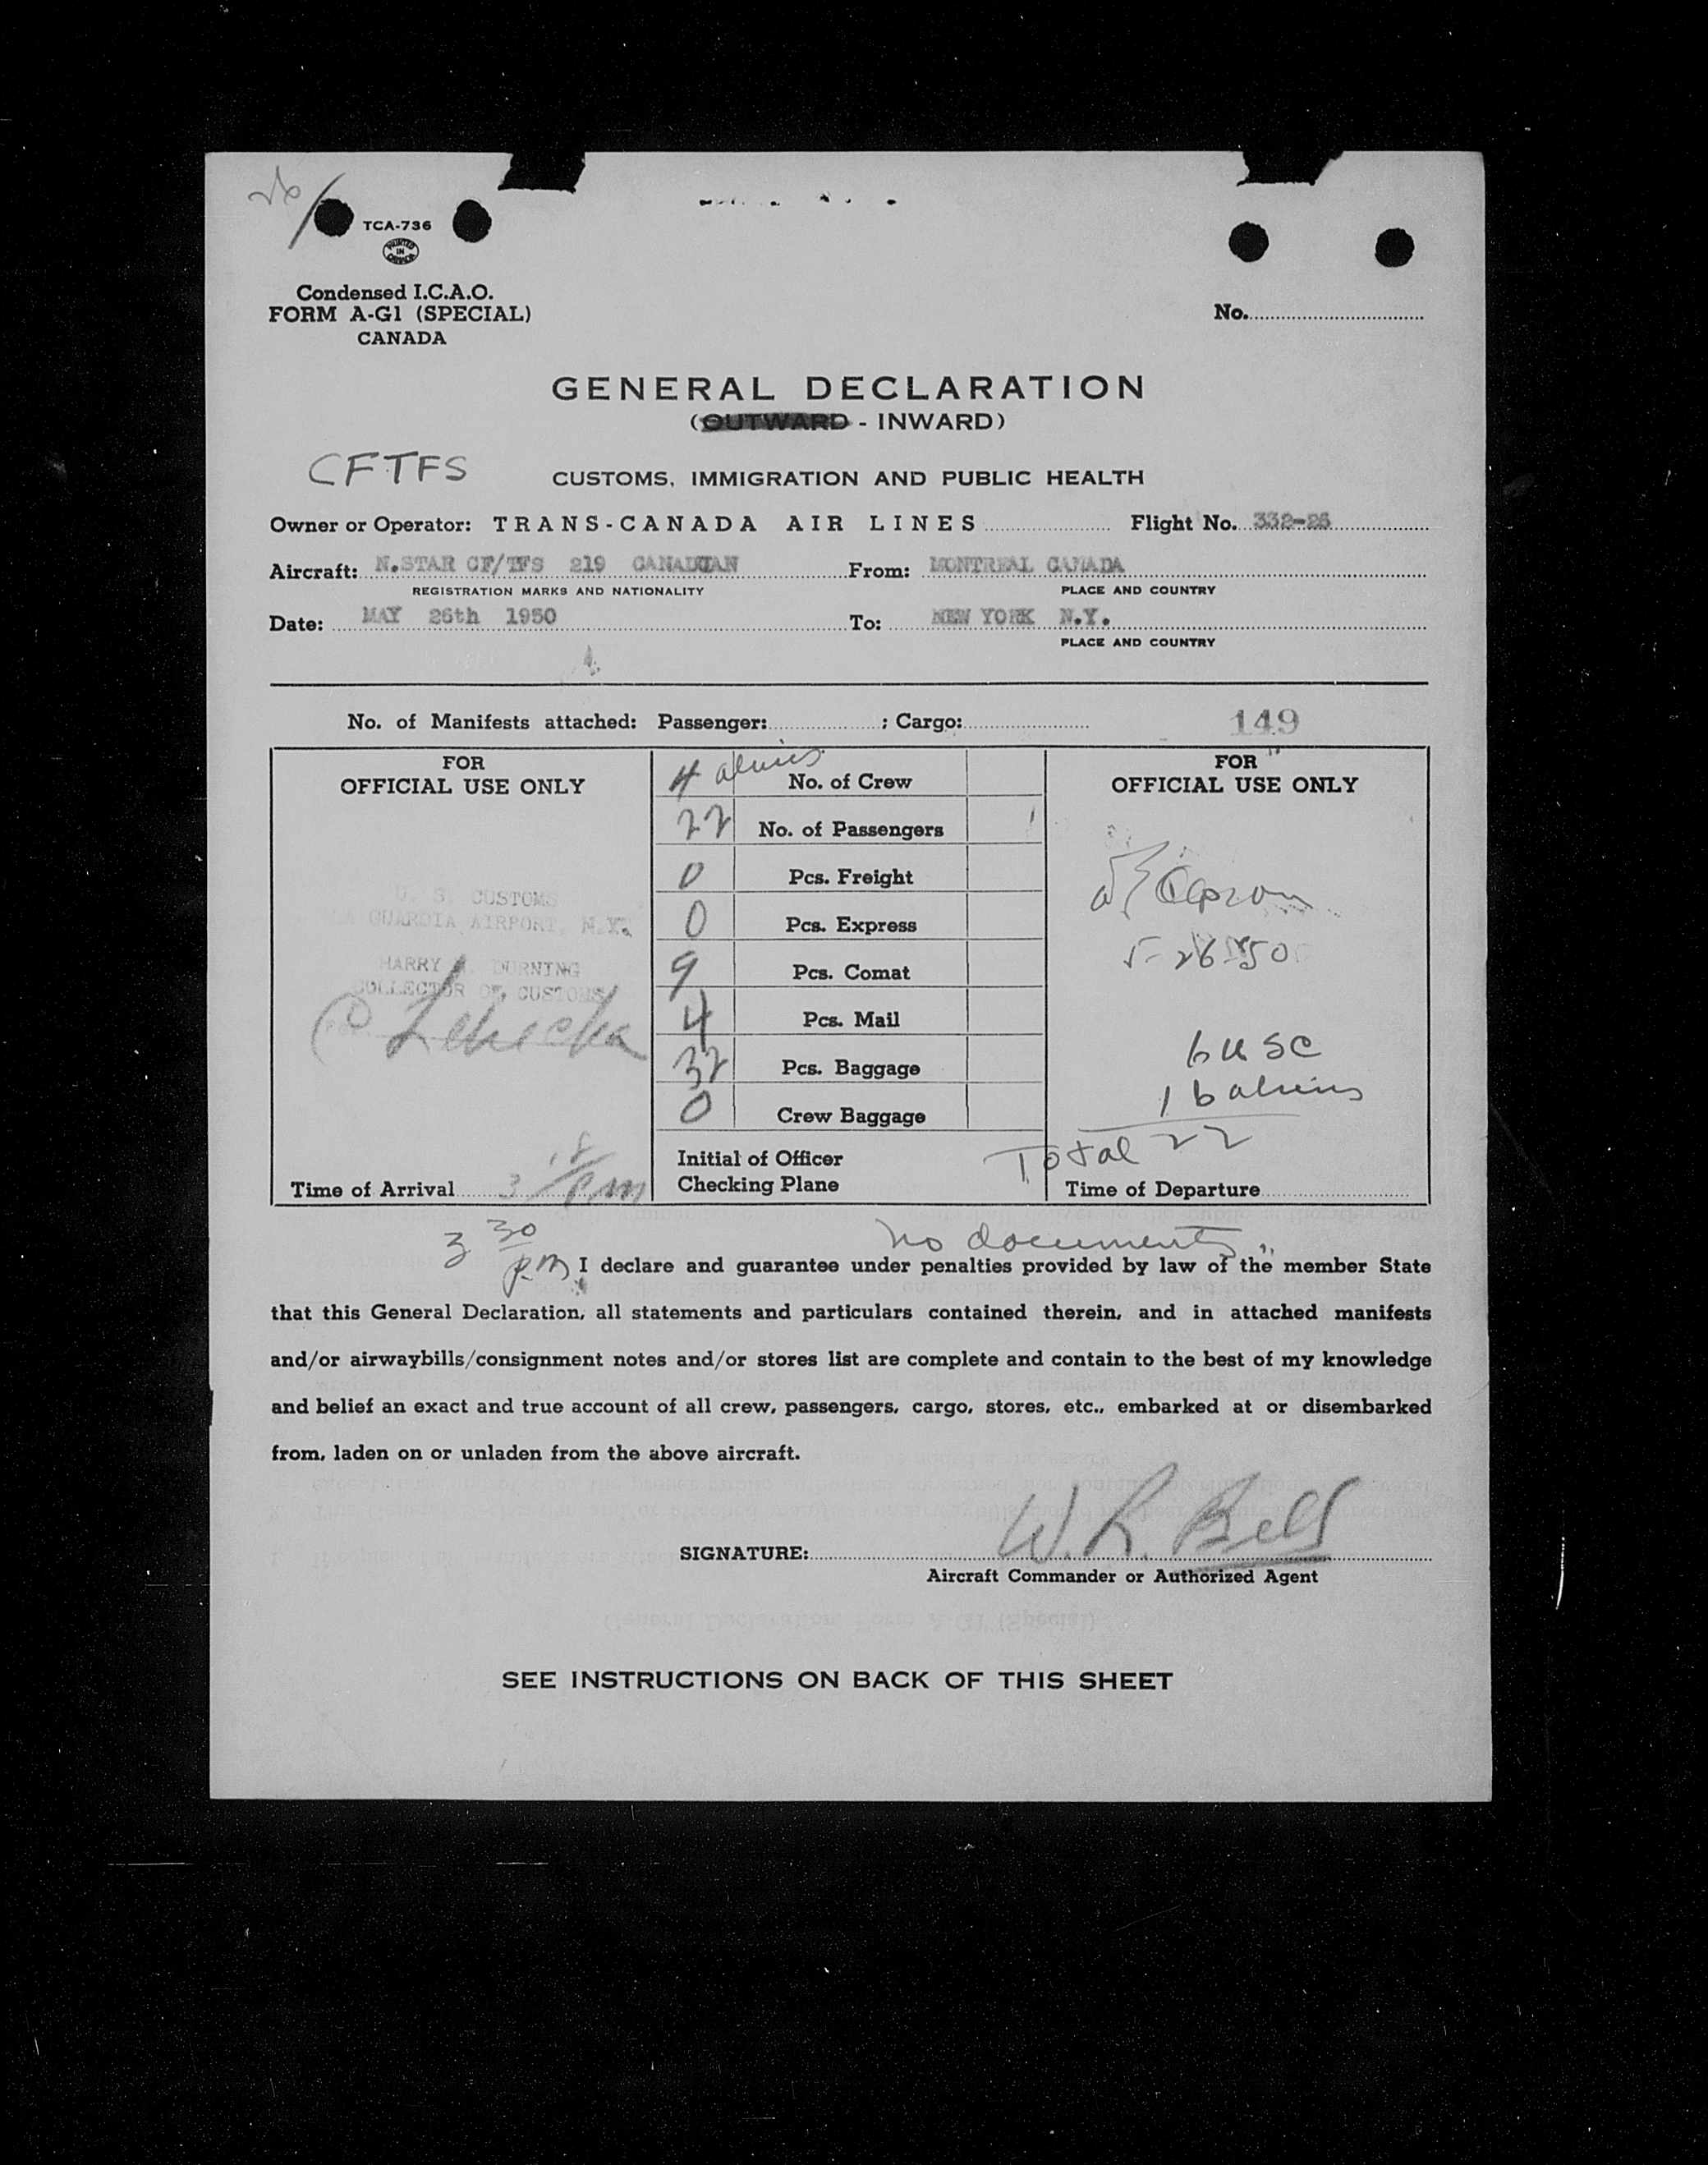 26/
TCA-736
PRINTED IN CANADA
Condensed I.C.A.O.
FORM A-G1 (SPECIAL)
CANADA
No.
GENERAL DECLARATION
(OUTWARD - INWARD)
CFTFS
CUSTOMS, IMMIGRATION AND PUBLIC HEALTH
Owner or Operator: TRANS-CANADA AIR LINES Flight No. 332-26
Aircraft: N.STAR CF/TFS 219 CANADIAN From: MONTREAL CANADA
REGISTRATION MARKS AND NATIONALITY PLACE AND COUNTRY
Date: MAY 26th 1950 To: NEW YORK N.Y.
PLACE AND COUNTRY
No. of Manifests attached: Passenger: ; Cargo: 149
FOR
OFFICIAL USE ONLY
U. S. CUSTOMS
LA GUARDIA AIRPORT, N.Y.
HARRY M. DURNING
COLLECTOR OF CUSTOMS
Time of Arrival 3 18/Pm
4 aliens No. of Crew
22 No. of Passengers
0 Pcs. Freight
0 Pcs. Express
9 Pcs. Comat
4 Pcs. Mail
32 Pcs. Baggage
0 Crew Baggage
Initial of Officer
Checking Plane
FOR
OFFICIAL USE ONLY
5-26-50
6 USC
16 aliens
Total 22
Time of Departure
3 30 pm
no documents
I declare and guarantee under penalties provided by law of the member State
that this General Declaration, all statements and particulars contained therein, and in attached manifests
and/or airwaybills/consignment notes and/or stores list are complete and contain to the best of my knowledge
and belief an exact and true account of all crew, passengers, cargo, stores, etc., embarked at or disembarked
from, laden on or unladen from the above aircraft.
SIGNATURE: W. R. Bell
Aircraft Commander or Authorized Agent
SEE INSTRUCTIONS ON BACK OF THIS SHEET